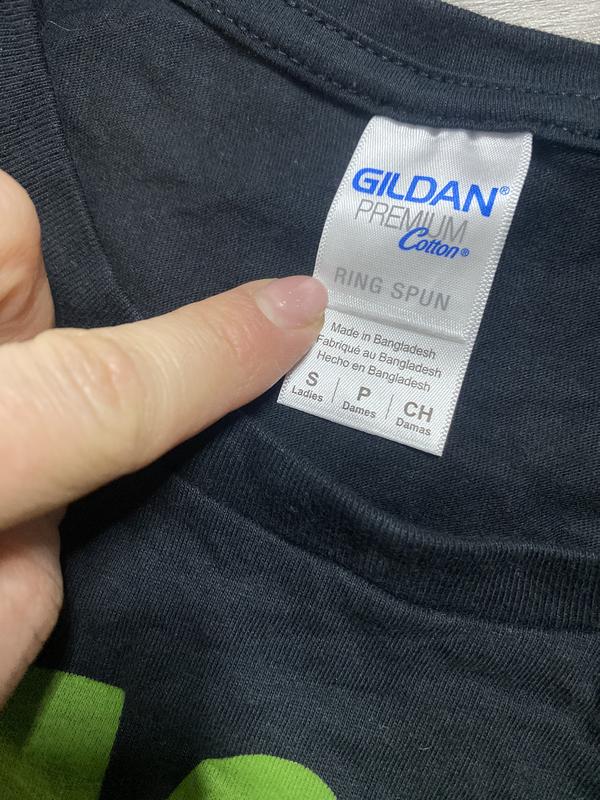 GILDAN®
PREMIUM
Cotton®
RING SPUN
Made in Bangladesh
Fabriqué au Bangladesh
Hecho en Bangladesh
S | P | CH
Ladies | Dames | Damas